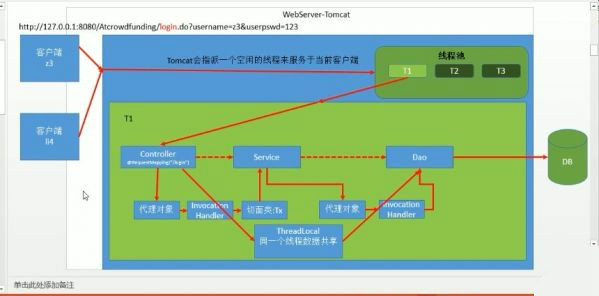 WebServer-Tomcat
http://127.0.0.1:8080/Atcrowdfunding/login.do?username=z3&userpswd=123
客户端
z3
Tomcat会指派一个空闲的线程来服务于当前客户端
线程池
T1
T2
T3
客户端
li4
T1
Controller
@RequestMapping("/login")
Service
Dao
DB
代理对象
Invocation
Handler
切面类:Tx
代理对象
Invocation
Handler
ThreadLocal
同一个线程数据共享
单击此处添加备注